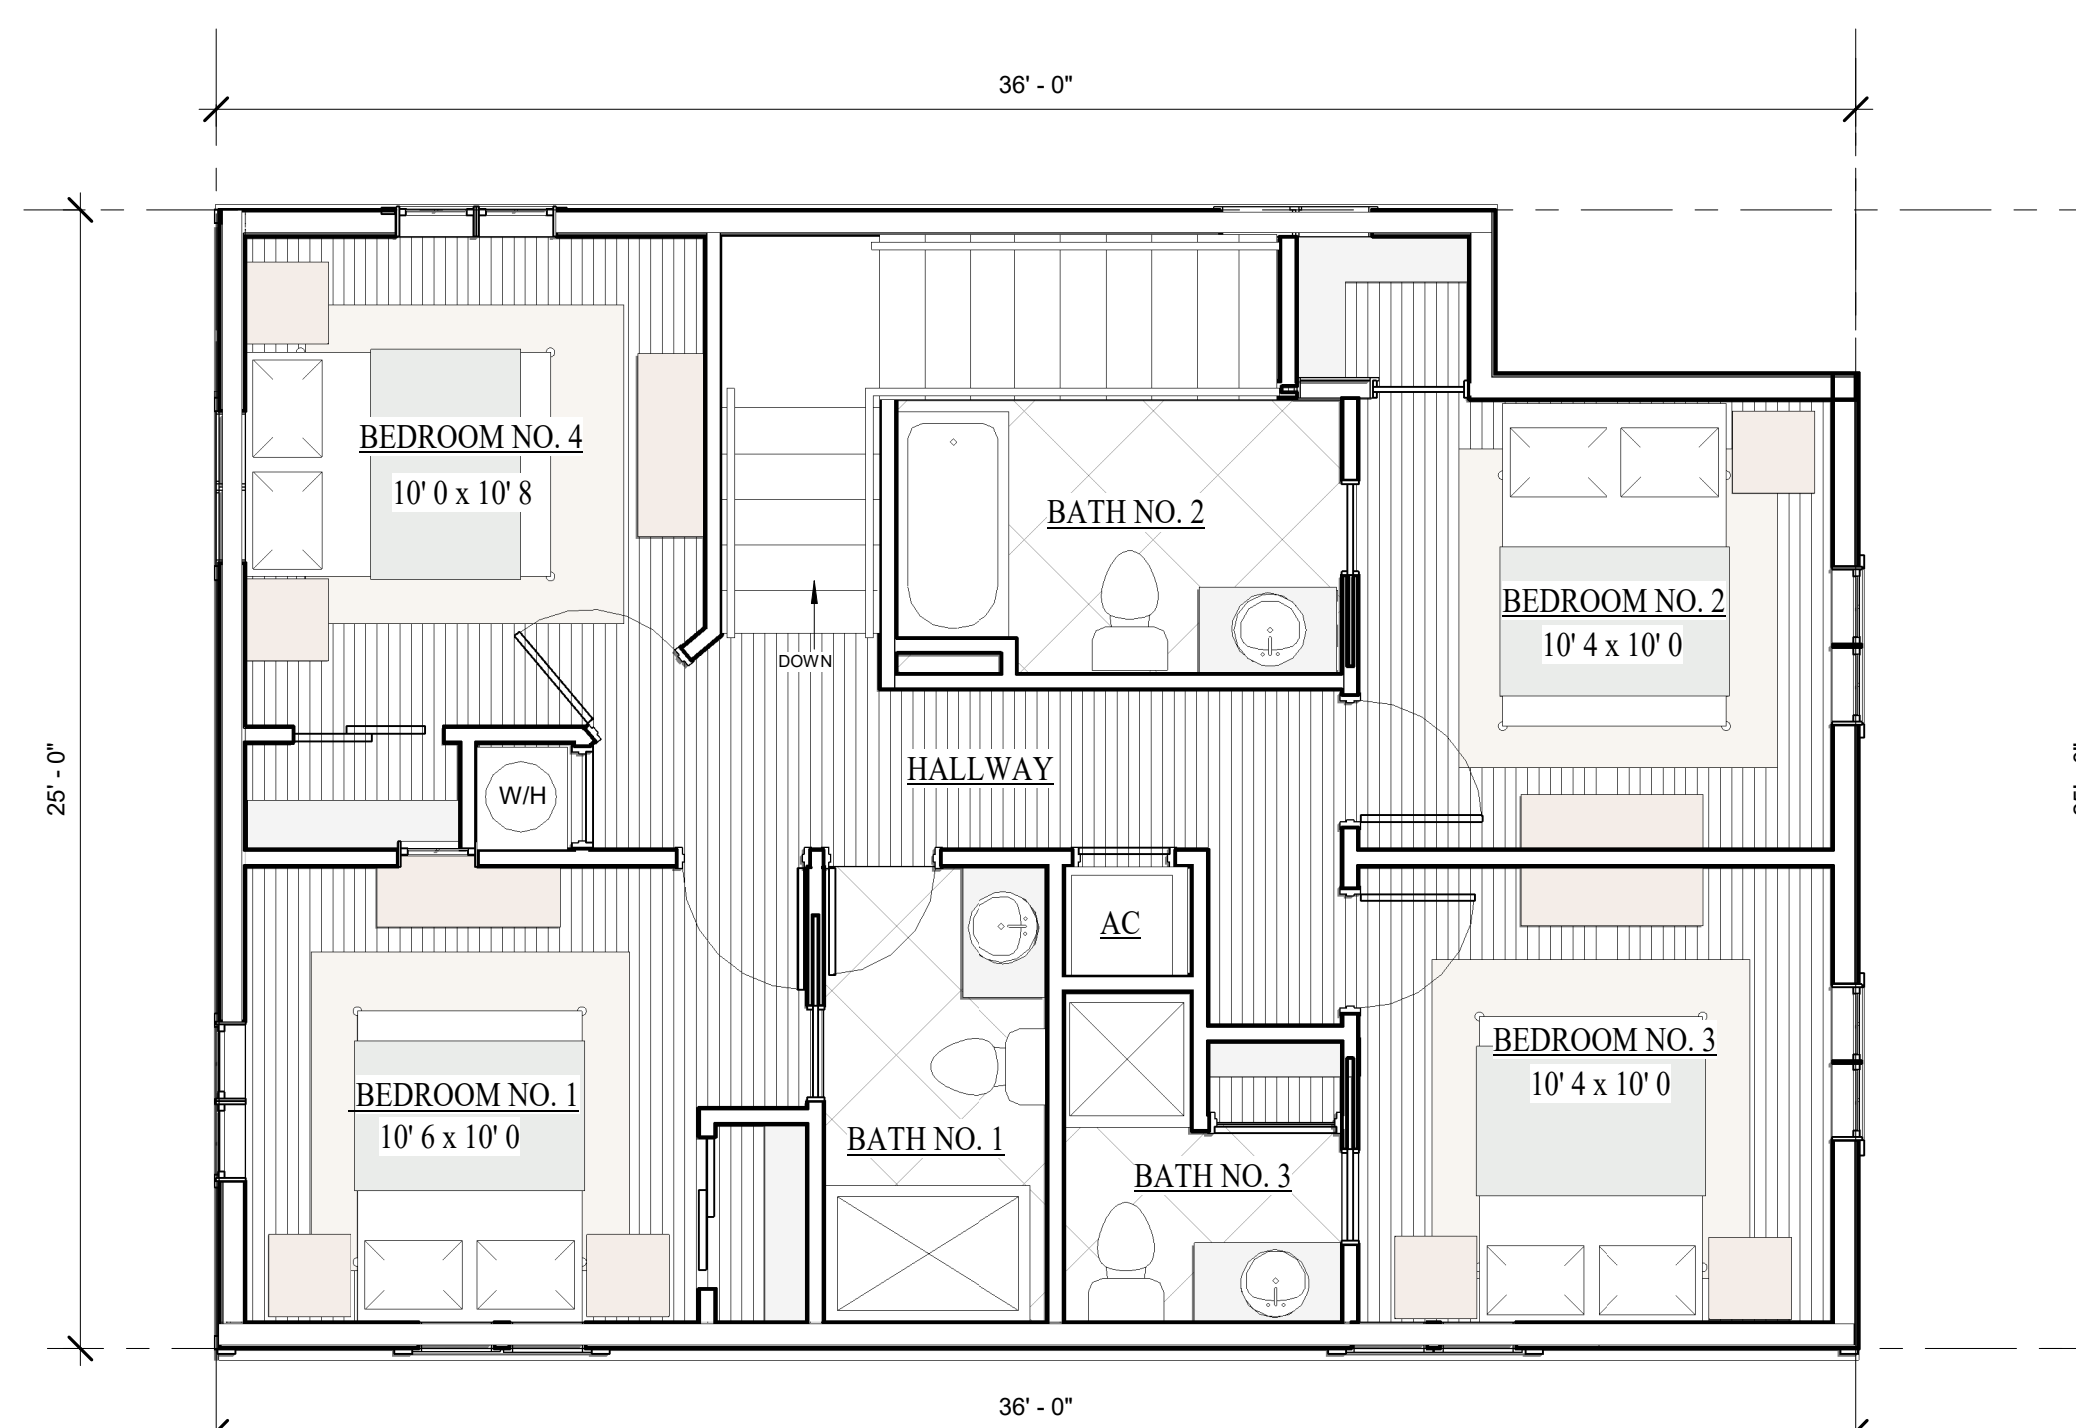 36' - 0"
BEDROOM NO. 4
10' 0 x 10' 8
BATH NO. 2
BEDROOM NO. 2
10' 4 x 10' 0
DOWN
25' - 0"
HALLWAY
W/H
AC
BEDROOM NO. 3
10' 4 x 10' 0
BEDROOM NO. 1
10' 6 x 10' 0
BATH NO. 1
BATH NO. 3
36' - 0"